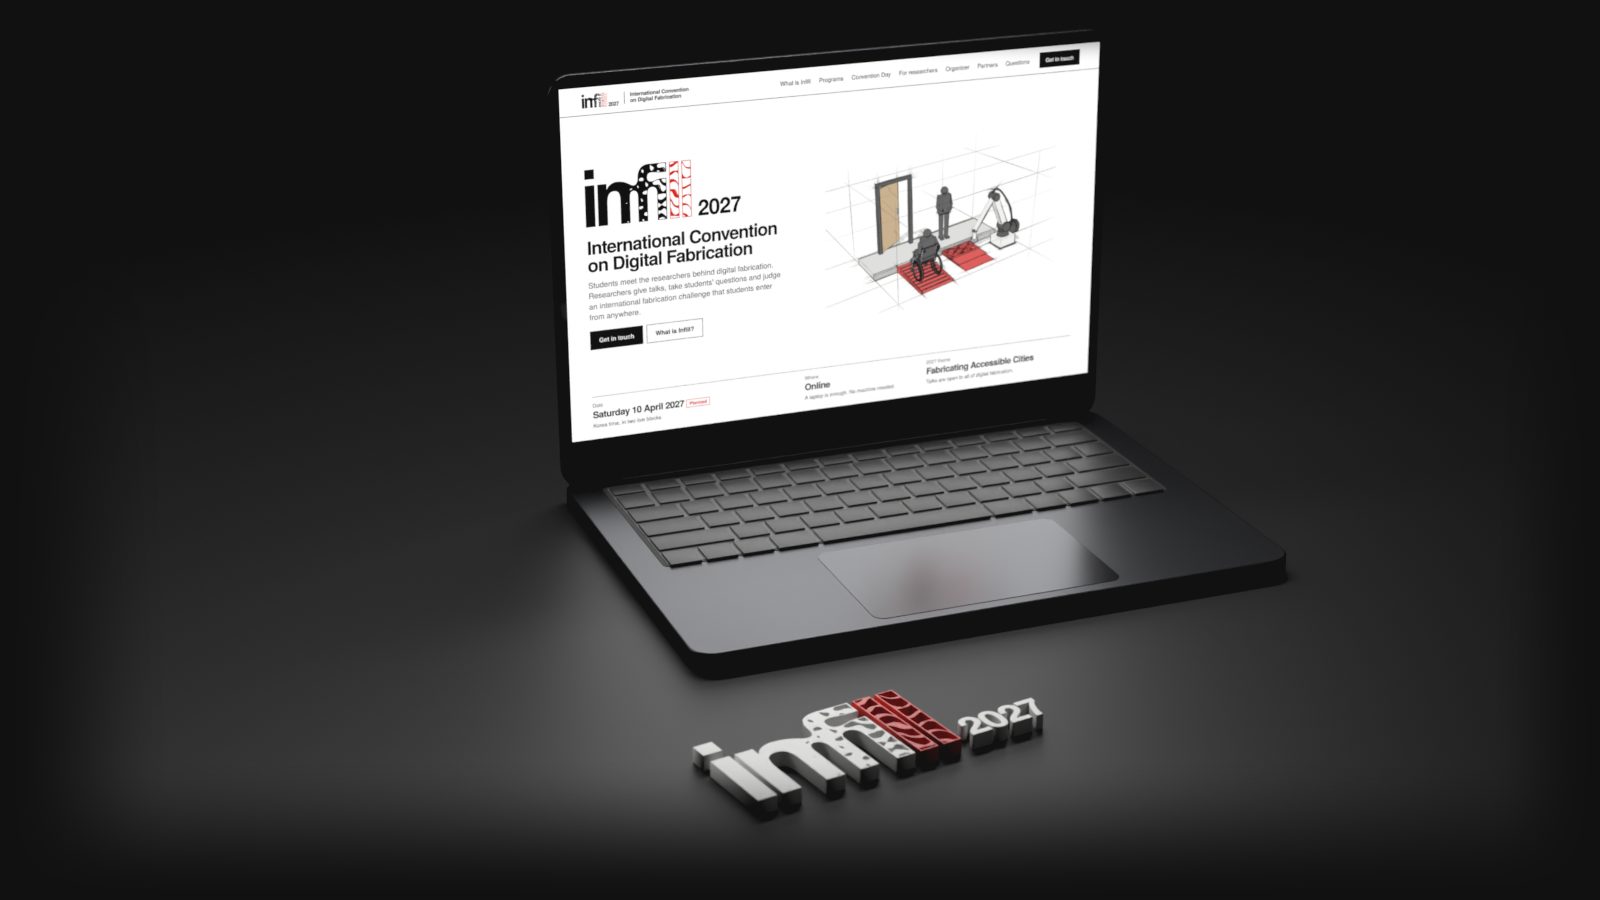 infill 2027
International Convention
on Digital Fabrication
What is Infill
Programs
Convention Day
For researchers
Organizer
Partners
Questions
Get in touch
infill 2027
International Convention
on Digital Fabrication
Students meet the researchers behind digital fabrication.
Researchers give talks, take students' questions and judge
an international fabrication challenge that students enter
from anywhere.
Get in touch
What is Infill?
Date
Saturday 10 April 2027 Planned
Korea time, in two live blocks
Where
Online
A laptop is enough. No machine needed
2027 theme
Fabricating Accessible Cities
Talks are open to all of digital fabrication.
infill 2027